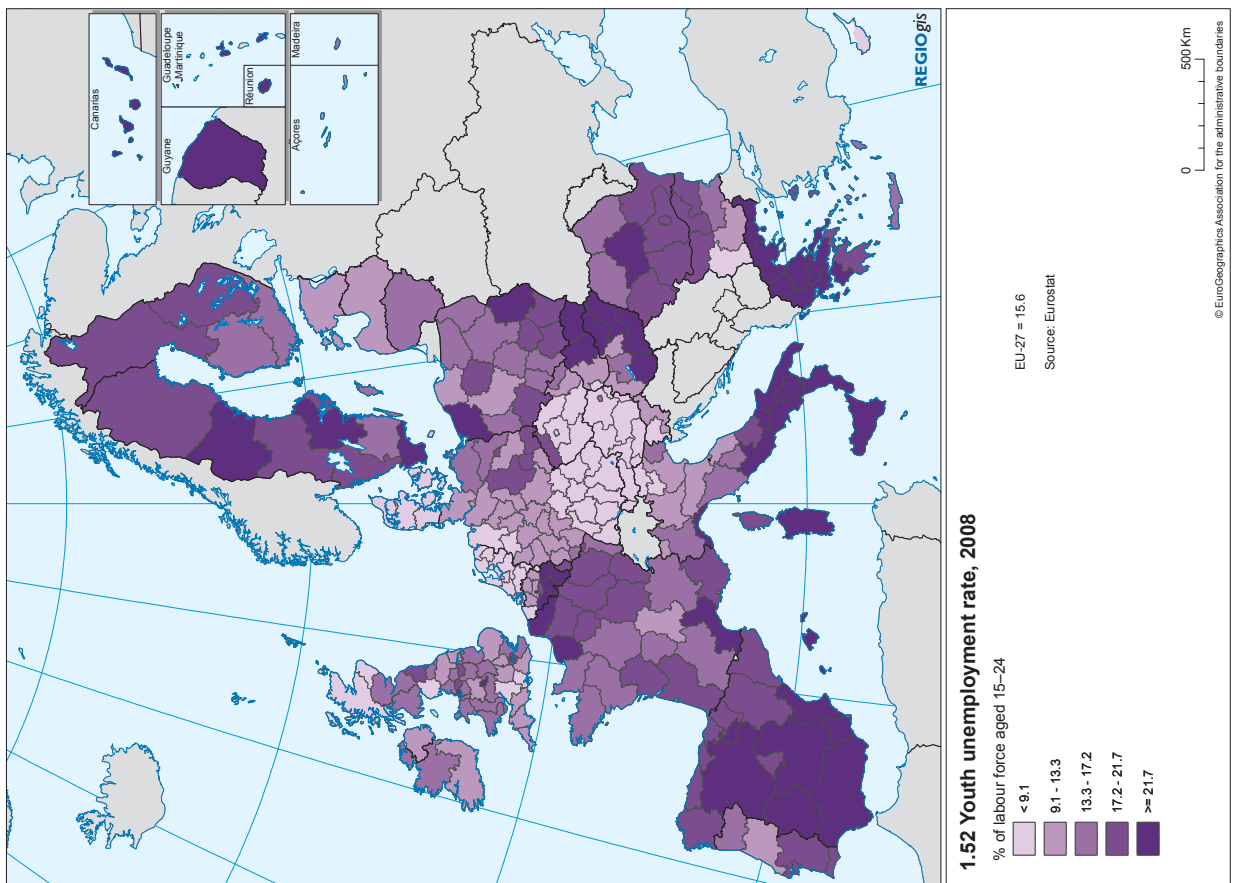 Canarias
Guyane
Guadeloupe
Martinique
Réunion
Açores
Madeira
REGIOgis
1.52 Youth unemployment rate, 2008
% of labour force aged 15–24
< 9.1
9.1 - 13.3
13.3 - 17.2
17.2 - 21.7
>= 21.7
EU-27 = 15.6
Source: Eurostat
0 500 Km
© EuroGeographics Association for the administrative boundaries